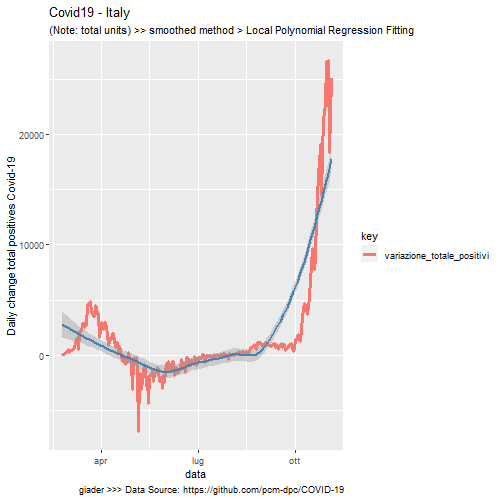 Covid19 - Italy
(Note: total units) >> smoothed method > Local Polynomial Regression Fitting
Daily change total positives Covid-19
20000
10000
0
apr
lug
ott
data
key
variazione_totale_positivi
giader >>> Data Source: https://github.com/pcm-dpc/COVID-19